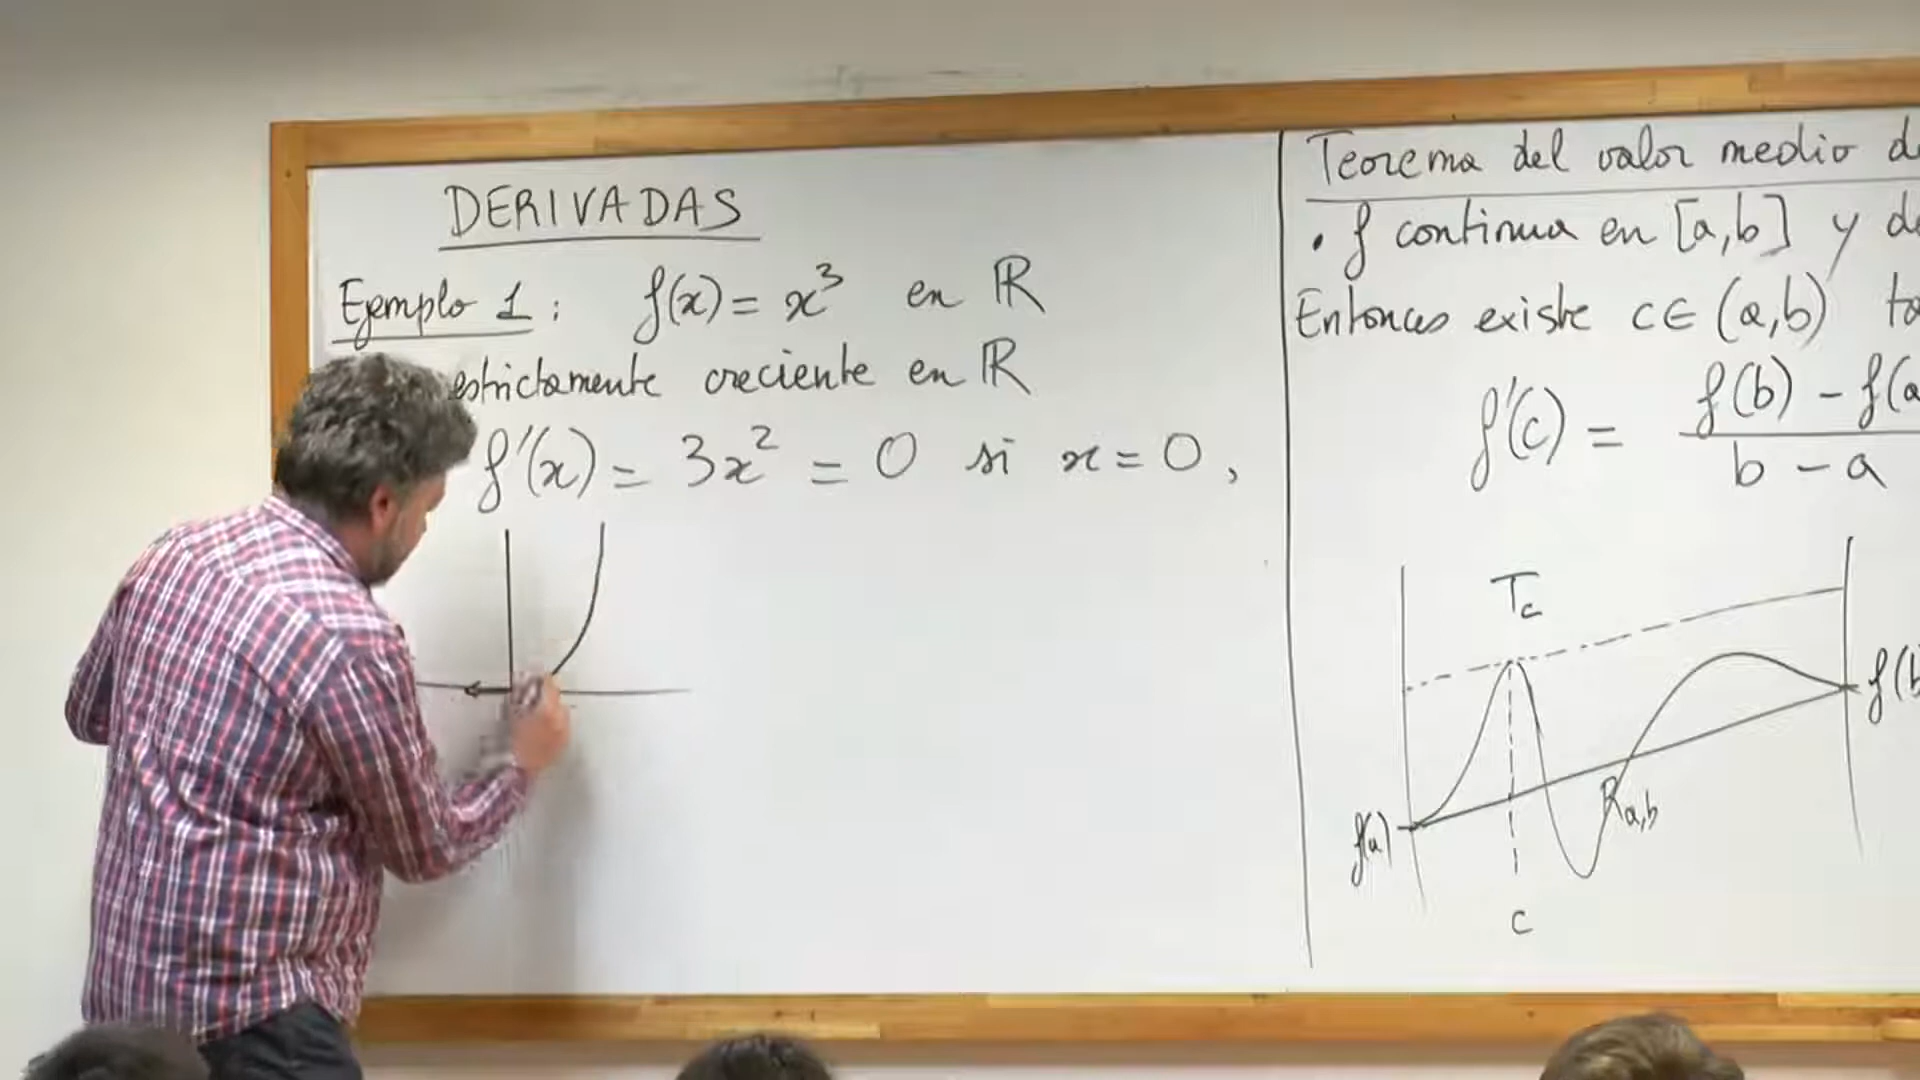 DERIVADAS
Ejemplo 1: f(x) = x³ en ℝ
estrictamente creciente en ℝ
f'(x) = 3x² = 0 si x = 0,
Teorema del valor medio
• f continua en [a,b] y
Entonces existe c ∈ (a,b)
f'(c) = f(b) - f(a
b - a
T_c
f(b
R_{a,b}
f(a)
c